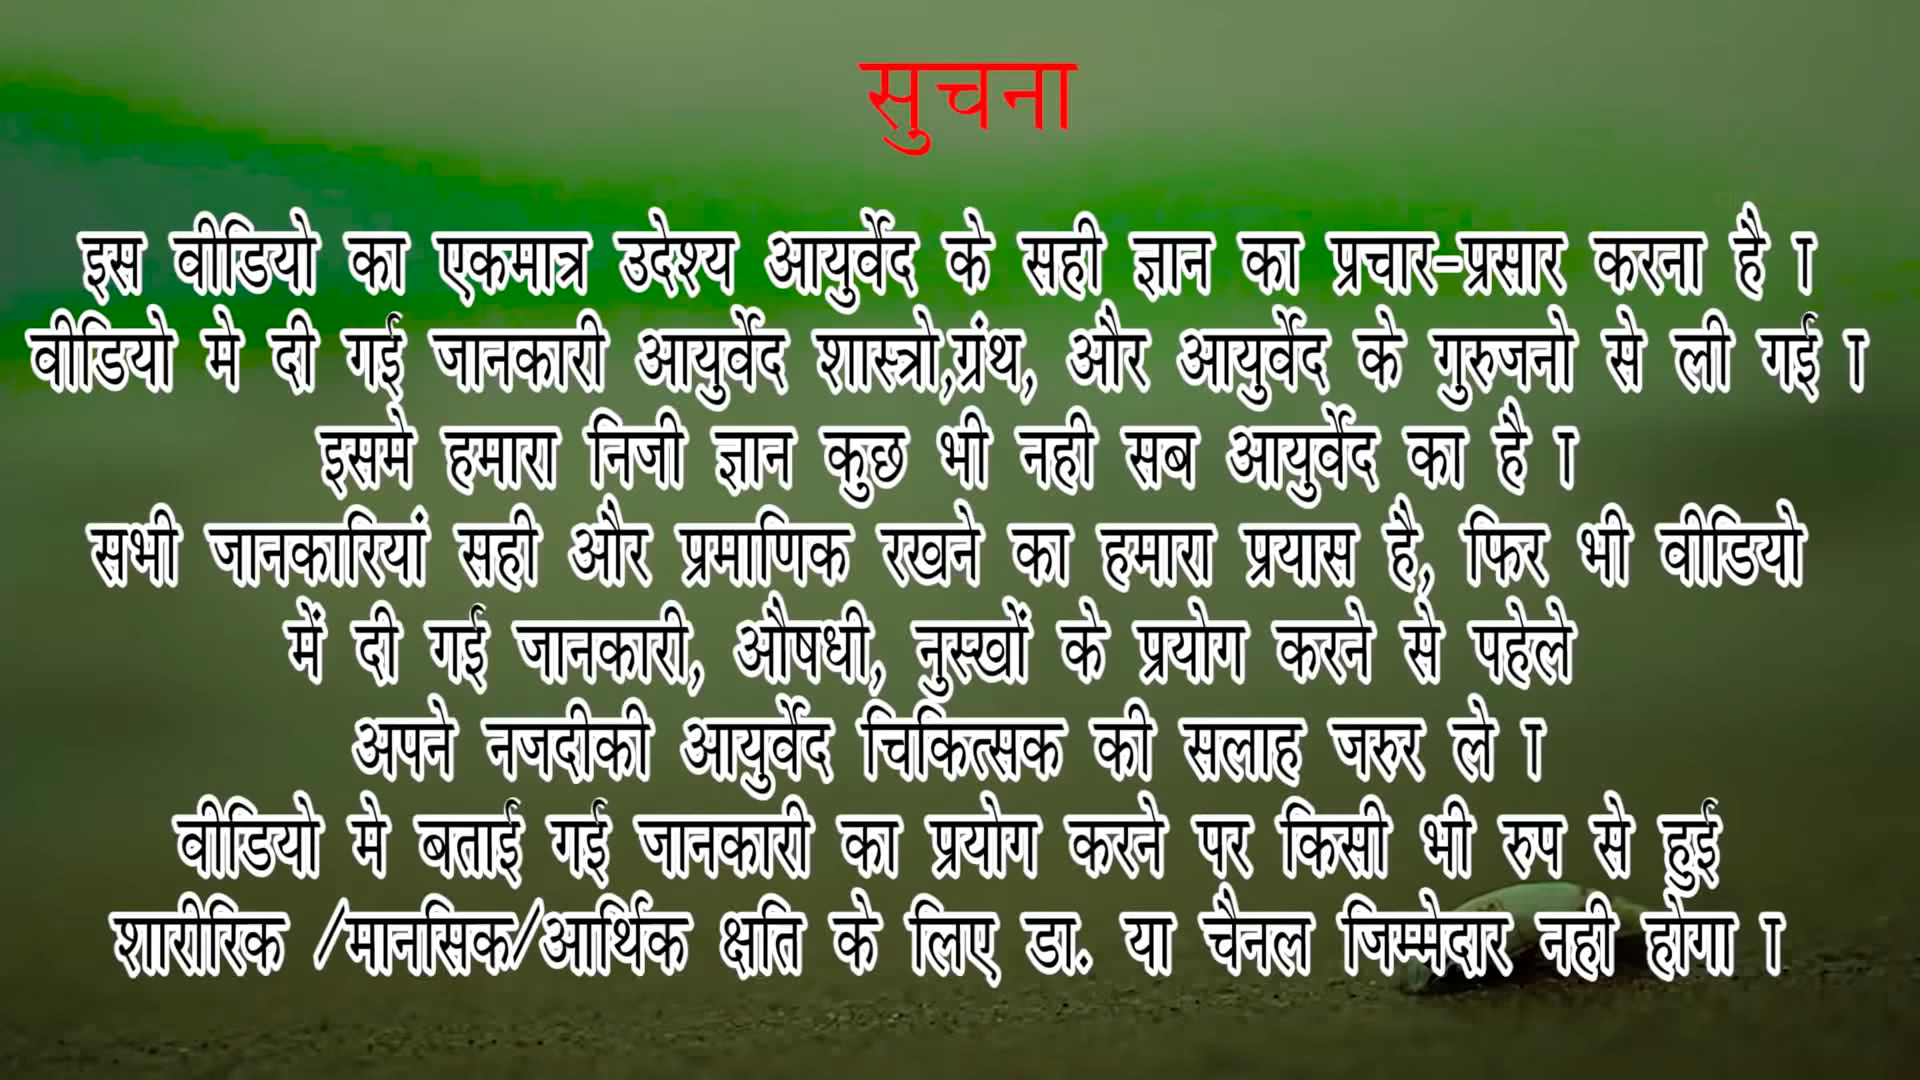 सुचना
इस वीडियो का एकमात्र उदेश्य आयुर्वेद के सही ज्ञान का प्रचार-प्रसार करना है ।
वीडियो मे दी गई जानकारी आयुर्वेद शास्त्रो,ग्रंथ, और आयुर्वेद के गुरुजनो से ली गई ।
इसमे हमारा निजी ज्ञान कुछ भी नही सब आयुर्वेद का है ।
सभी जानकारियां सही और प्रमाणिक रखने का हमारा प्रयास है, फिर भी वीडियो
में दी गई जानकारी, औषधी, नुस्खों के प्रयोग करने से पहेले
अपने नजदीकी आयुर्वेद चिकित्सक की सलाह जरुर ले ।
वीडियो मे बताई गई जानकारी का प्रयोग करने पर किसी भी रुप से हुई
शारीरिक /मानसिक/आर्थिक क्षति के लिए डा. या चैनल जिम्मेदार नही होगा ।